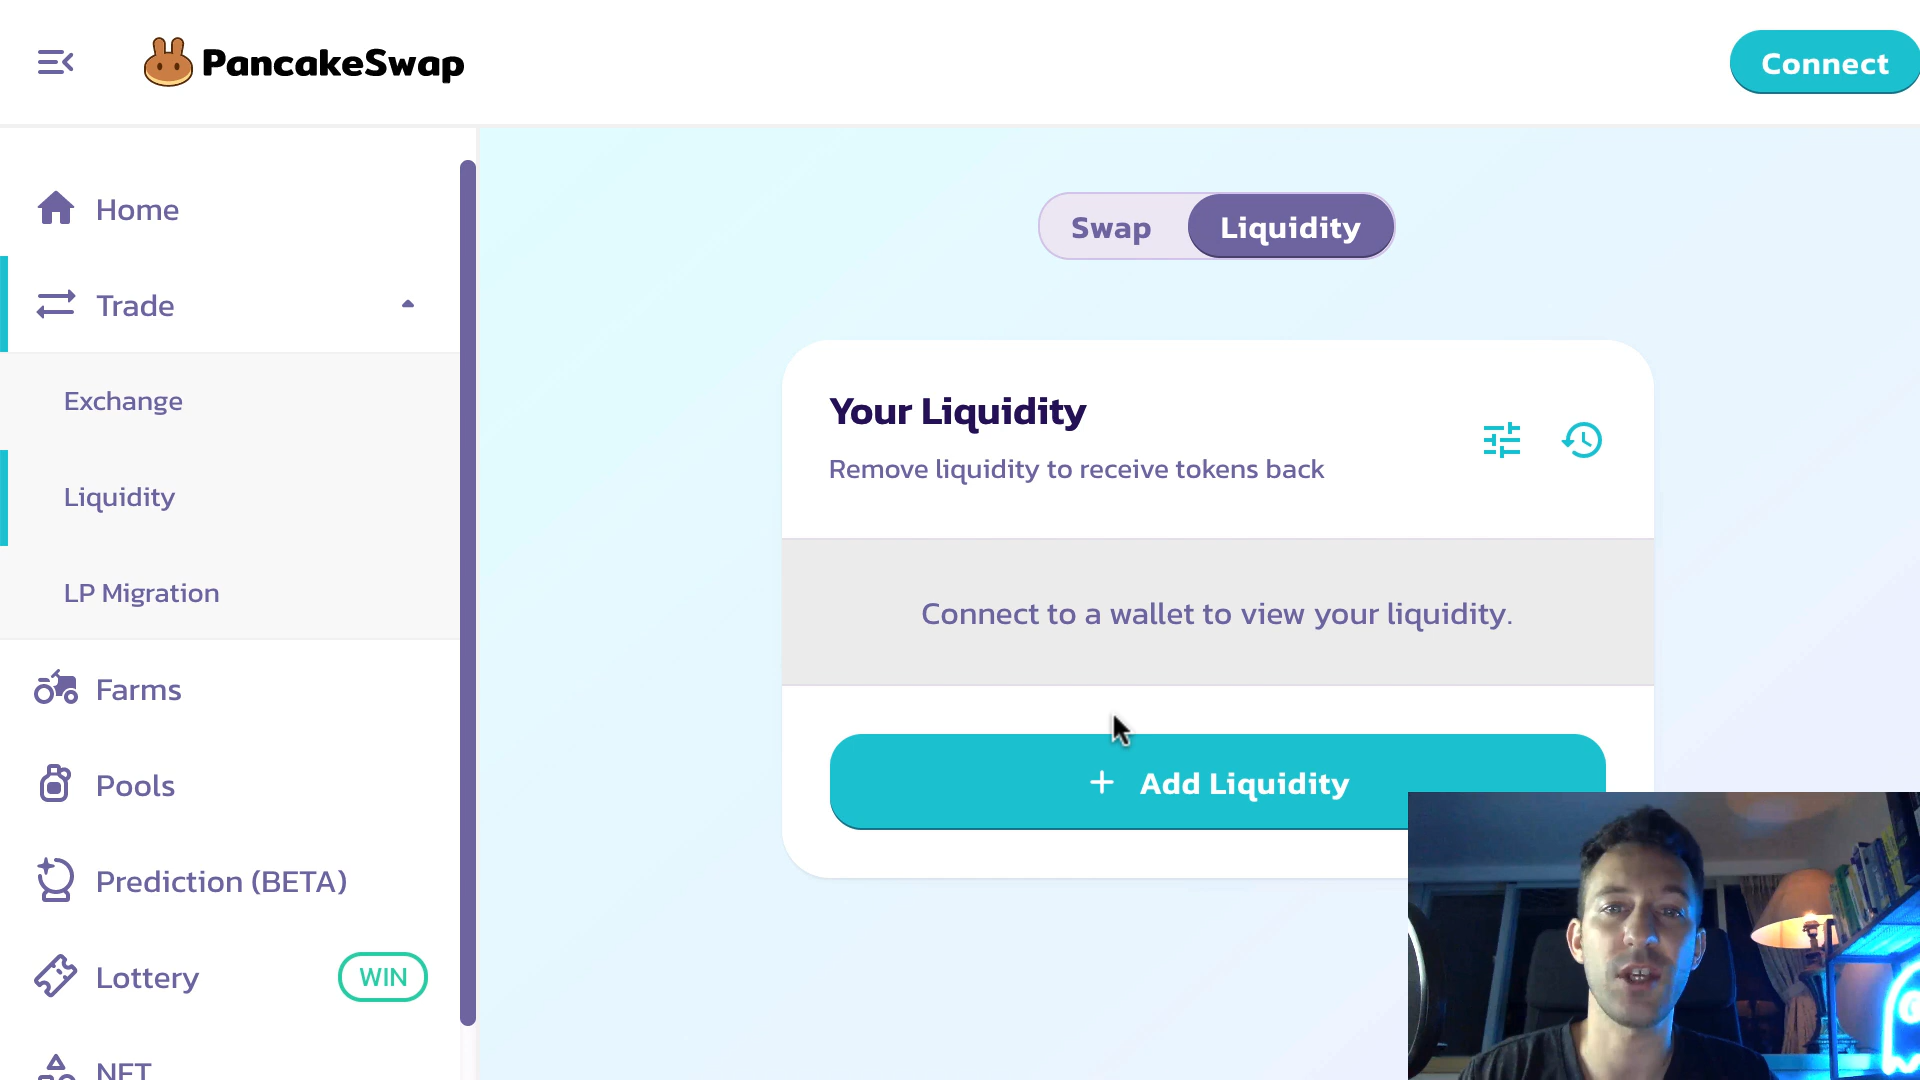 PancakeSwap
Connect
Home
Trade
Exchange
Liquidity
LP Migration
Farms
Pools
Prediction (BETA)
Lottery
WIN
NFT
Swap
Liquidity
Your Liquidity
Remove liquidity to receive tokens back
Connect to a wallet to view your liquidity.
+ Add Liquidity